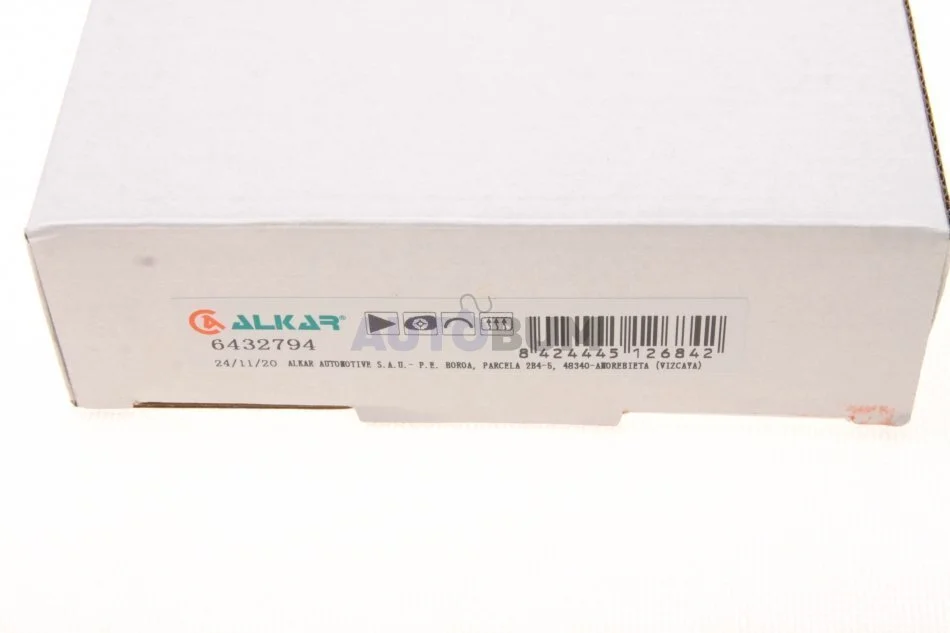 ALKAR®
6432794
8 424445 126842
24/11/20 ALKAR AUTOMOTIVE S.A.U.- P.E. BOROA, PARCELA 2B4-5, 48340-AMOREBIETA (VIZCAYA)